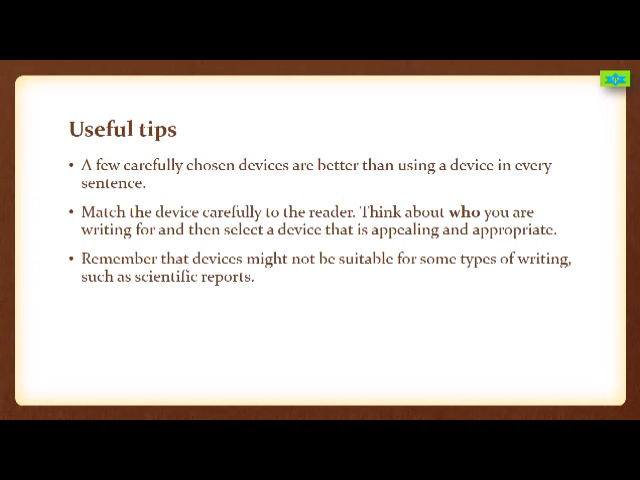 Useful tips
• A few carefully chosen devices are better than using a device in every
sentence.
• Match the device carefully to the reader. Think about who you are
writing for and then select a device that is appealing and appropriate.
• Remember that devices might not be suitable for some types of writing,
such as scientific reports.